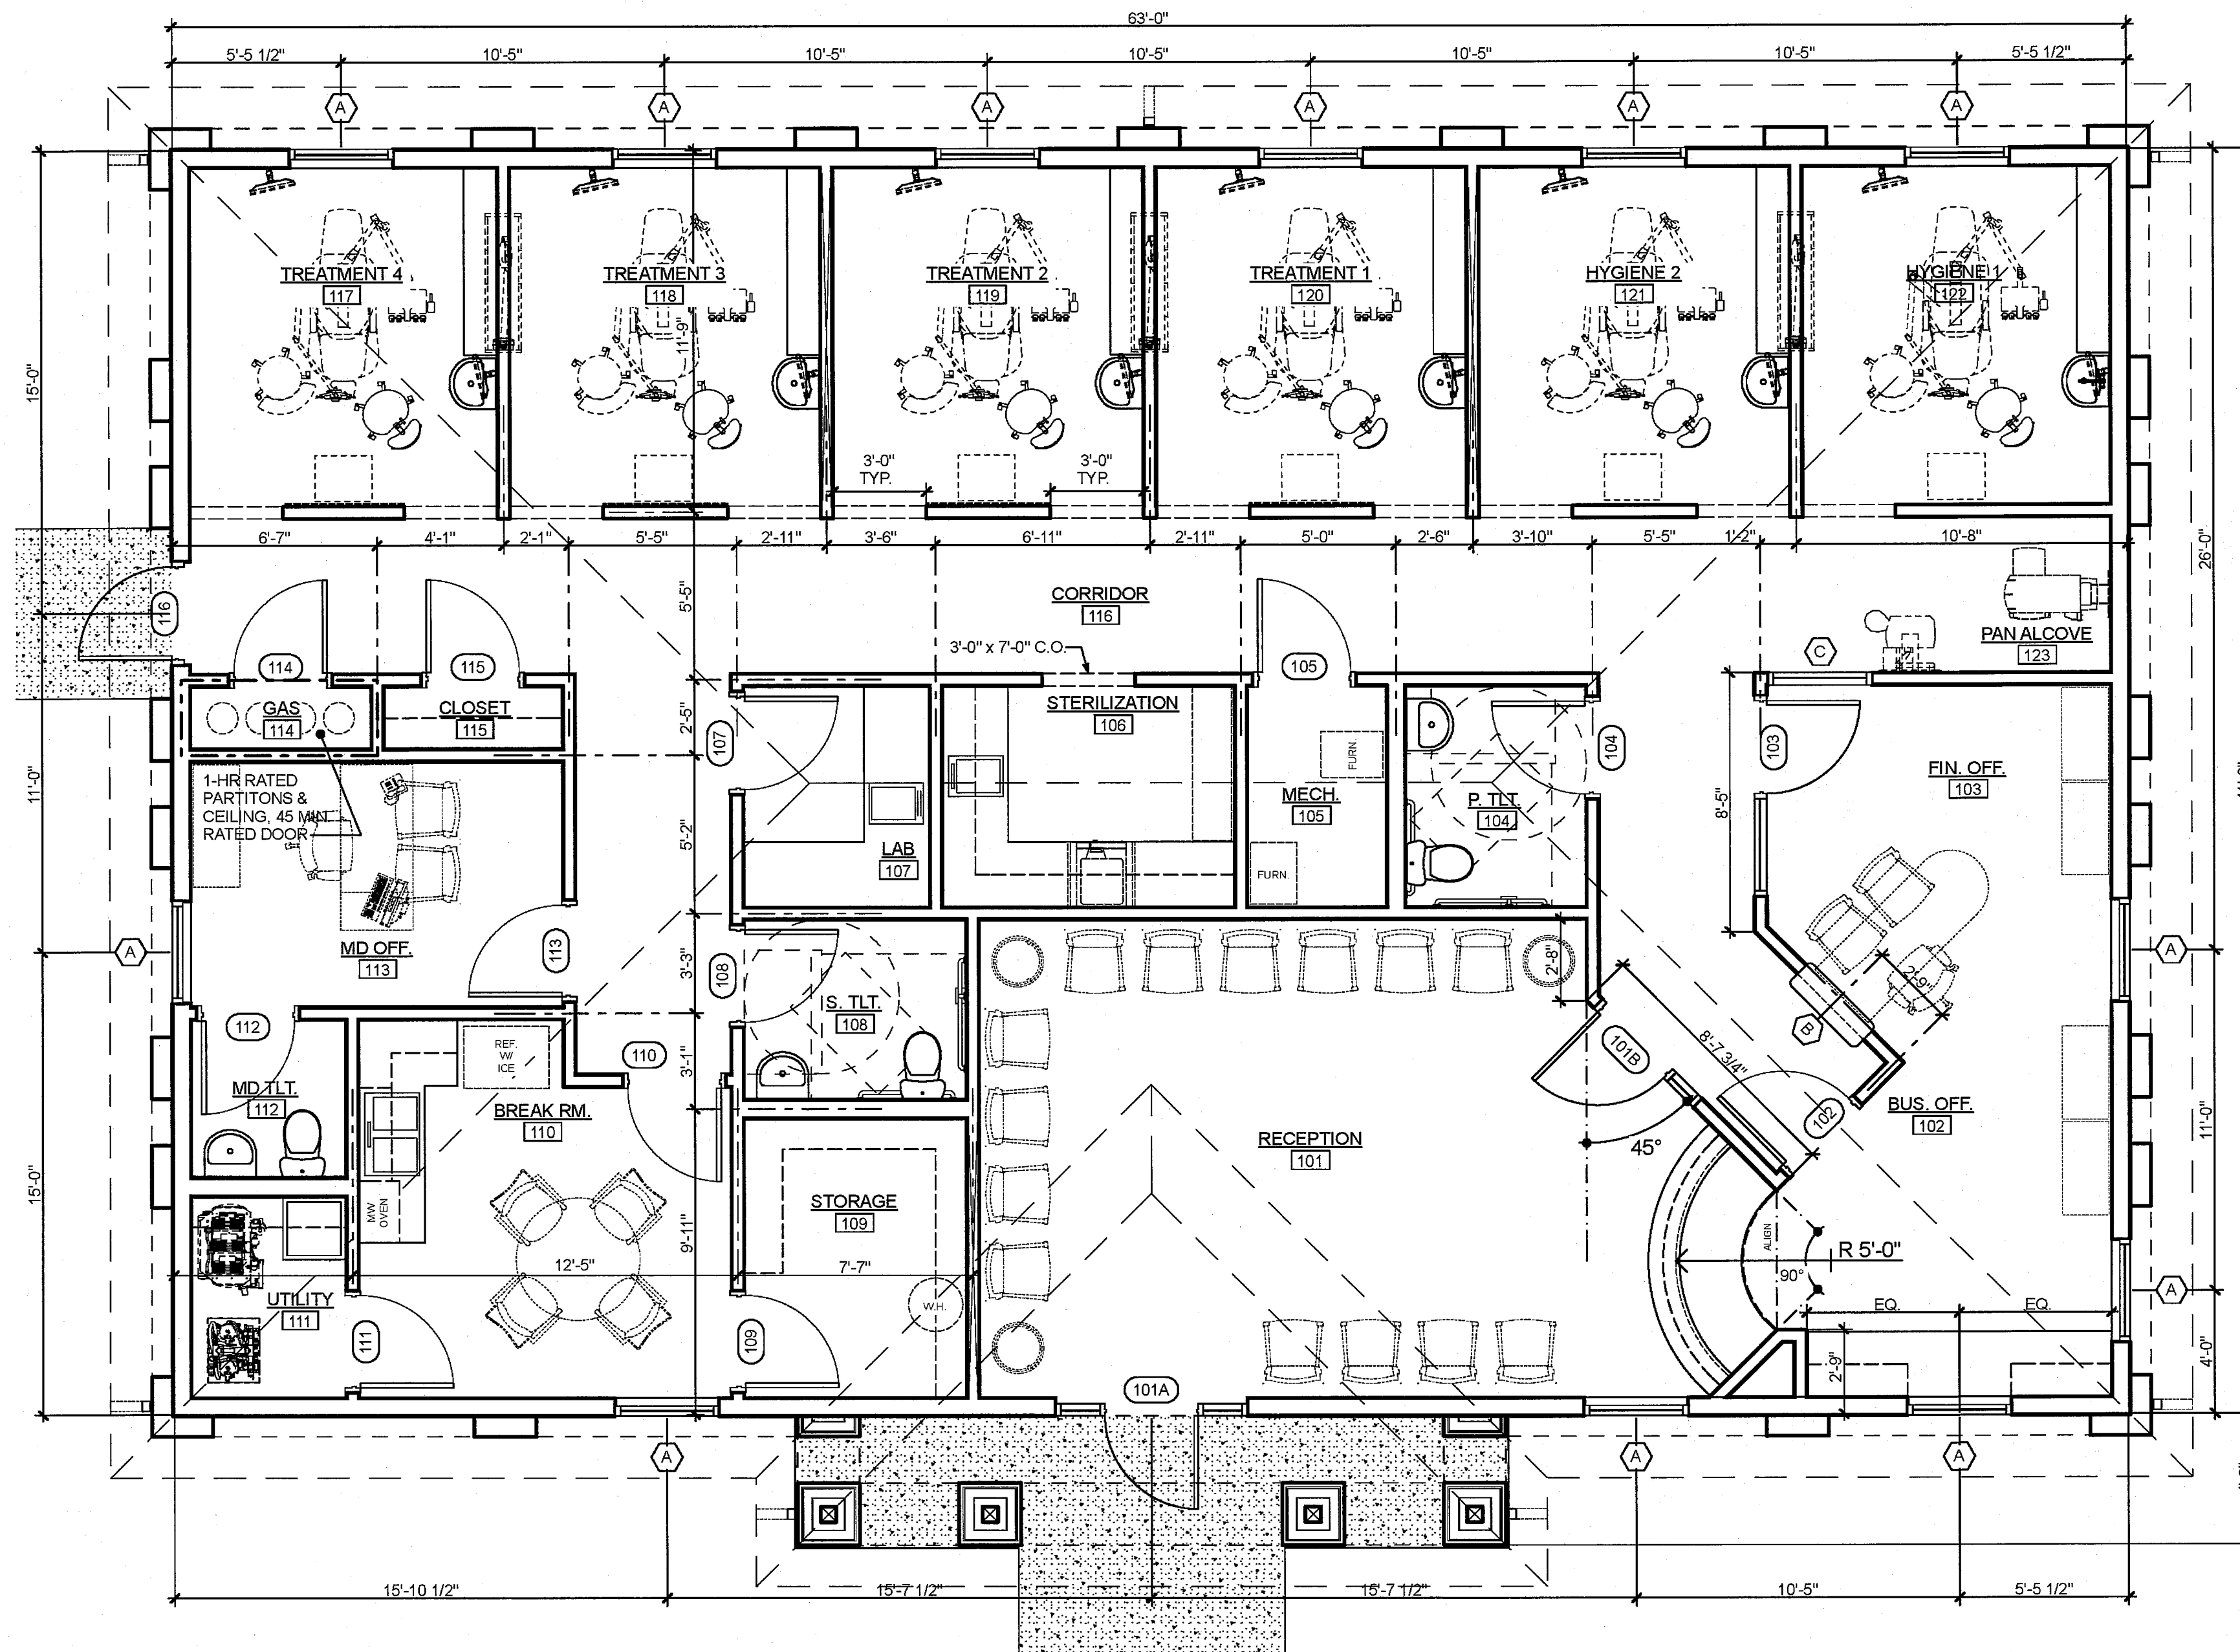 63'-0"
5'-5 1/2"
10'-5"
10'-5"
10'-5"
10'-5"
10'-5"
5'-5 1/2"
A
A
A
A
A
A
TREATMENT 4
117
TREATMENT 3
118
TREATMENT 2
119
TREATMENT 1
120
HYGIENE 2
121
HYGIENE 1
122
11'-9"
15'-0"
3'-0"
TYP.
3'-0"
TYP.
6'-7"
4'-1"
2'-1"
5'-5"
2'-11"
3'-6"
6'-11"
2'-11"
5'-0"
2'-6"
3'-10"
5'-5"
1'-2"
10'-8"
26'-0"
116
5'-5"
CORRIDOR
116
3'-0" x 7'-0" C.O.
PAN ALCOVE
123
C
114
115
105
GAS
114
CLOSET
115
2'-5"
107
STERILIZATION
106
FURN.
104
103
1-HR RATED
PARTITONS &
CEILING, 45 MIN.
RATED DOOR
11'-0"
5'-2"
LAB
107
MECH.
105
FURN.
P. TLT.
104
8'-5"
FIN. OFF.
103
A
MD OFF.
113
113
3'-3"
108
S. TLT.
108
2'-8"
2'-9"
A
B
112
MD TLT.
112
REF.
W/
ICE
110
3'-1"
101B
8'-7 3/4"
102
BUS. OFF.
102
11'-0"
BREAK RM.
110
RECEPTION
101
45°
15'-0"
MW
OVEN
STORAGE
109
9'-11"
ALIGN
R 5'-0"
90°
12'-5"
7'-7"
W.H.
UTILITY
111
111
109
EQ.
EQ.
A
2'-9"
4'-0"
101A
A
A
A
15'-10 1/2"
15'-7 1/2"
15'-7 1/2"
10'-5"
5'-5 1/2"